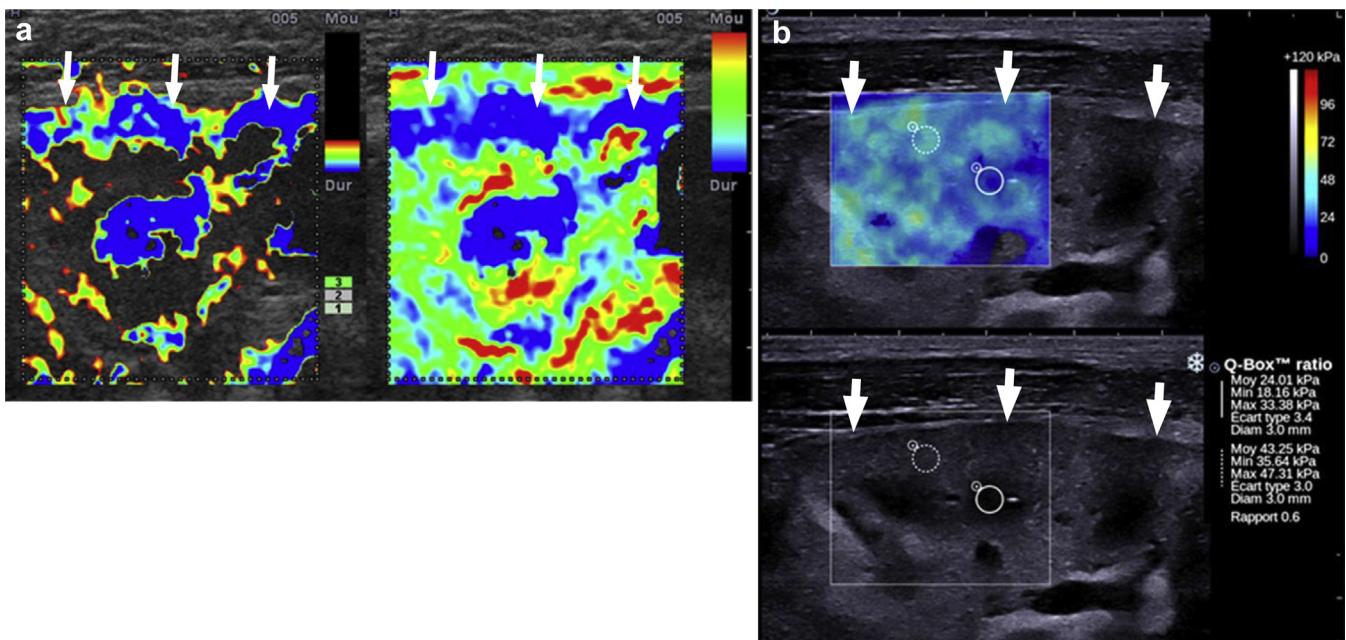 a
005
Mou
Dur
3
2
1
005
Mou
Dur
b
+120 kPa
96
72
48
24
0
Q-Box™ ratio
Moy 24.01 kPa
Min 18.16 kPa
Max 33.38 kPa
Ecart type 3.4
Diam 3.0 mm
Moy 43.25 kPa
Min 35.64 kPa
Max 47.31 kPa
Ecart type 3.0
Diam 3.0 mm
Rapport 0.6